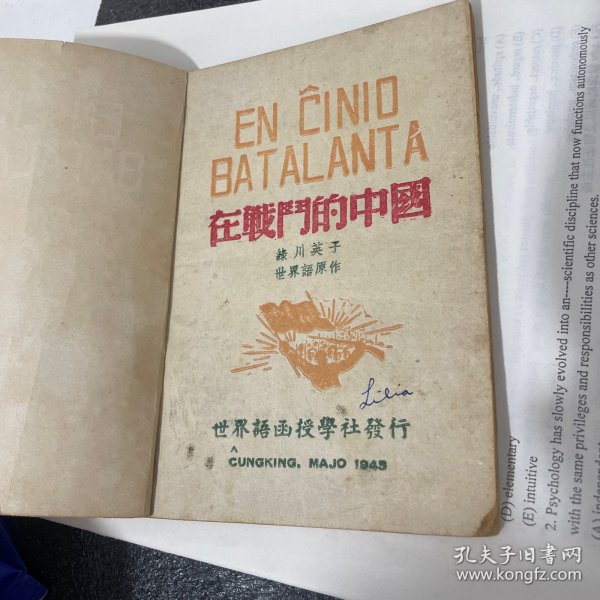 EN ĈINIO
BATALANTA
在戰鬥的中國
綠川英子
世界語原作
Lilia
世界語函授學社發行
ĈUNGKING, MAJO 1945
(D) elementary
(E) intuitive
2. Psychology has slowly evolved into an----scientific discipline that now functions autonomously
with the same privileges and responsibilities as other sciences.
(A) independent
孔夫子旧书网
www.kongfz.com